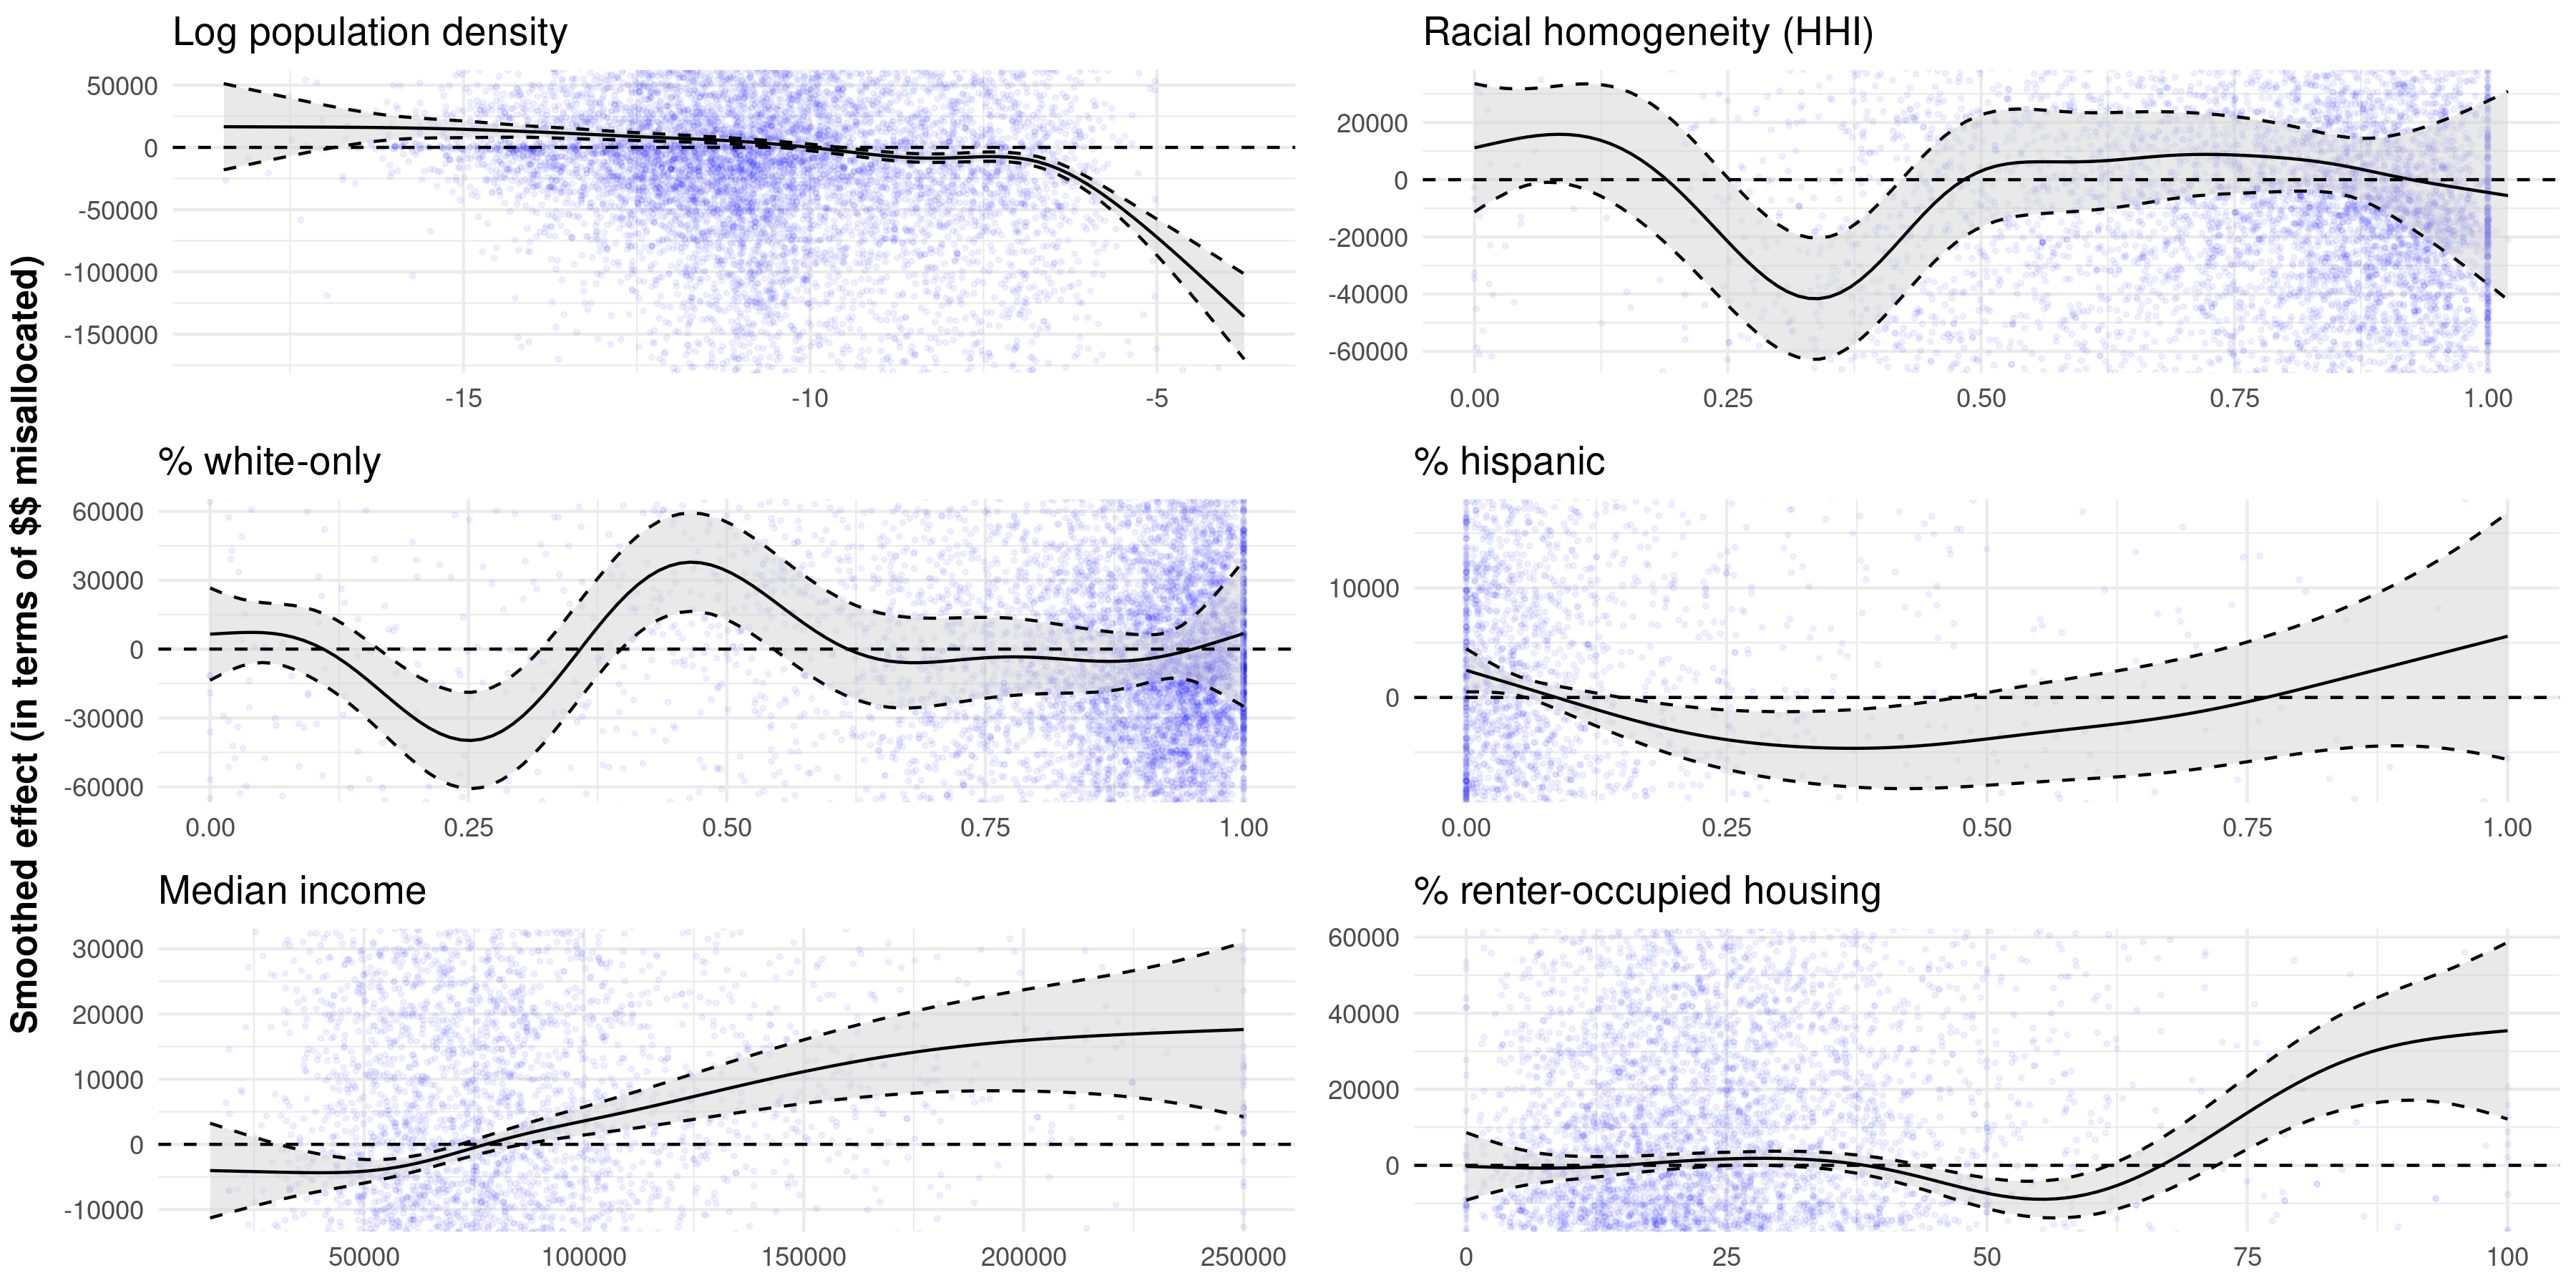 Smoothed effect (in terms of $$ misallocated)
Log population density
50000
0
-50000
-100000
-150000
-15 -10 -5
Racial homogeneity (HHI)
20000
0
-20000
-40000
-60000
0.00 0.25 0.50 0.75 1.00
% white-only
60000
30000
0
-30000
-60000
0.00 0.25 0.50 0.75 1.00
% hispanic
10000
0
0.00 0.25 0.50 0.75 1.00
Median income
30000
20000
10000
0
-10000
50000 100000 150000 200000 250000
% renter-occupied housing
60000
40000
20000
0
0 25 50 75 100